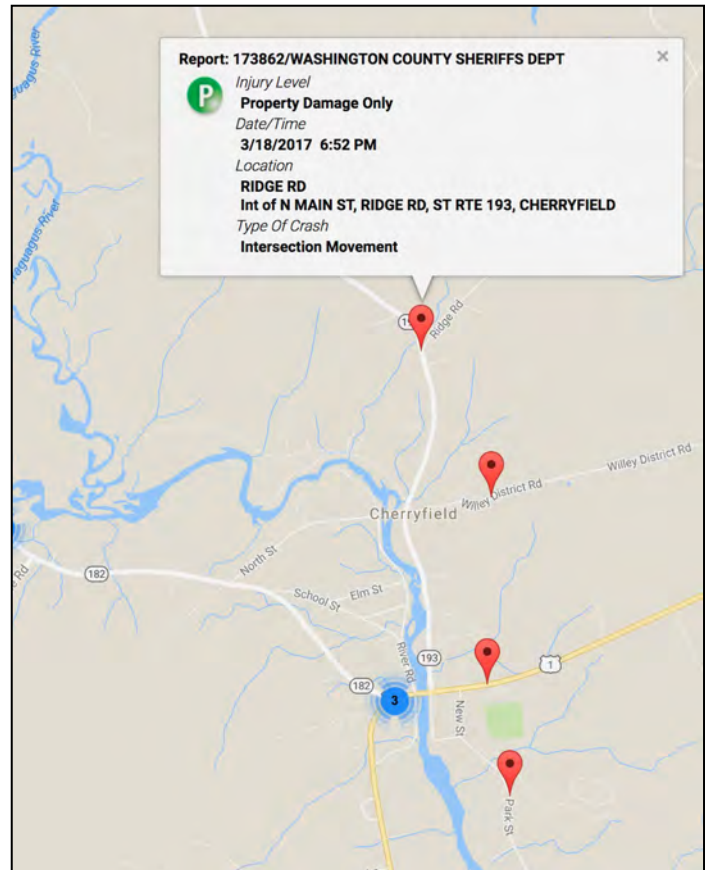 Report: 173862/WASHINGTON COUNTY SHERIFFS DEPT
×
P
Injury Level
Property Damage Only
Date/Time
3/18/2017 6:52 PM
Location
RIDGE RD
Int of N MAIN ST, RIDGE RD, ST RTE 193, CHERRYFIELD
Type Of Crash
Intersection Movement
Ridge Rd
Willey District Rd
Willey District Rd
Cherryfield
North St
182
School St
Elm St
River Rd
193
1
182
3
New St
Park St